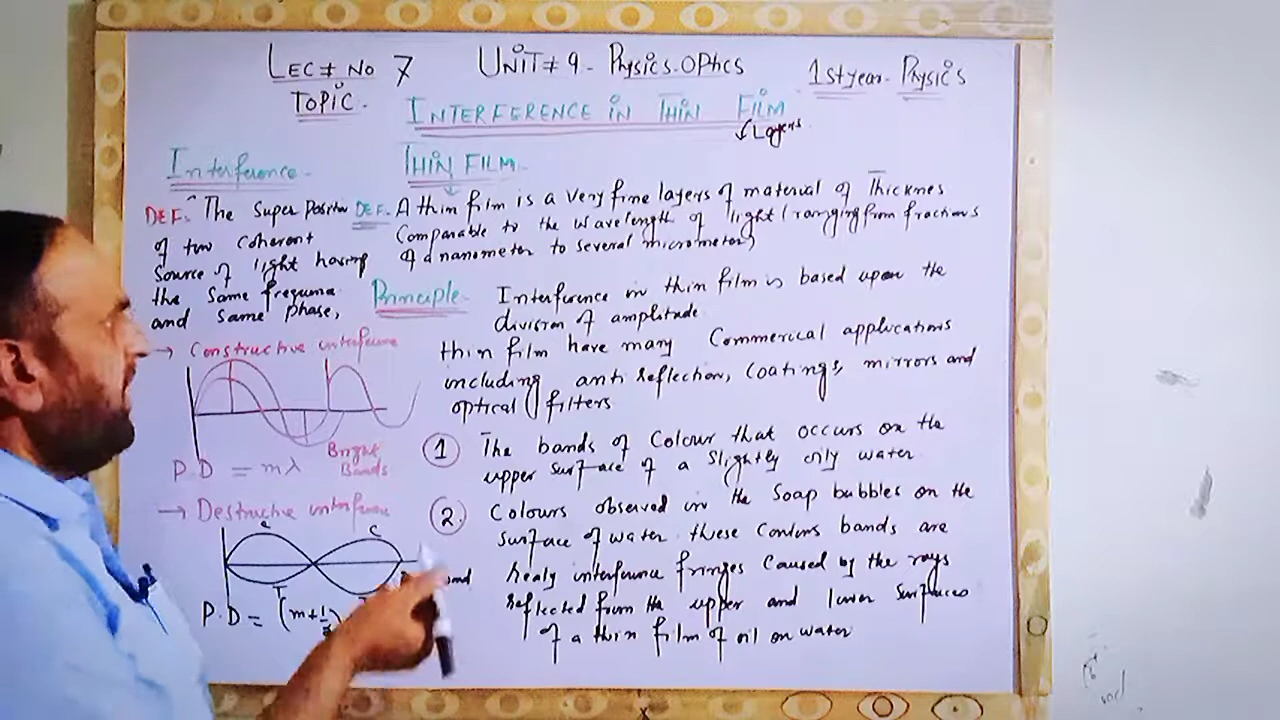 LEC # NO 7 UNIT # 9 - PHYSICS-OPTICS 1st year - PHYSICS
TOPIC.
INTERFERENCE IN THIN FILM
Layers
Interference - THIN FILM.
DEF- The Super Position
of two coherent
Source of light having
the Same
and same phase,
DEF- A thin film is a very fine layers of material of Thicknes
Comparable to the wavelength of light (ranging from fractions
of a nanometer to several micrometer)
Principle- Interference in thin film is based upon the
division of amplitude
thin film have many Commerical applications
including anti reflection, Coatings, mirrors and
optical filters
→ Constructive interference
Bright
Bands
P.D = mλ
→ Destructive interference
C
P.D = (m+1/2)
1 The bands of Colour that occurs on the
upper surface of a slightly oily water
2. Colours observed in the Soap bubbles on the
surface of water these bands are
healy interference fringes Caused by the rays
reflected from the upper and lower surfaces
of a thin film of oil on water